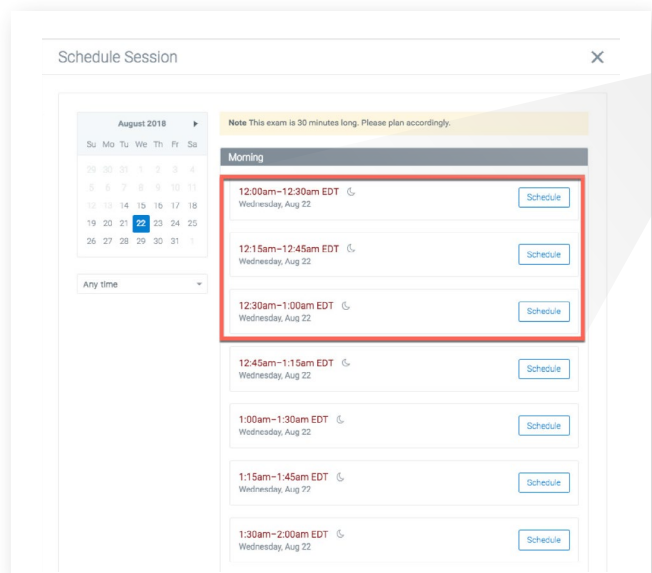 Schedule Session
August 2018
Su Mo Tu We Th Fr Sa
29 30 31 1 2 3 4
5 6 7 8 9 10 11
12 13 14 15 16 17 18
19 20 21 22 23 24 25
26 27 28 29 30 31 1
Any time
Note This exam is 30 minutes long. Please plan accordingly.
Morning
12:00am–12:30am EDT
Wednesday, Aug 22
Schedule
12:15am–12:45am EDT
Wednesday, Aug 22
Schedule
12:30am–1:00am EDT
Wednesday, Aug 22
Schedule
12:45am–1:15am EDT
Wednesday, Aug 22
Schedule
1:00am–1:30am EDT
Wednesday, Aug 22
Schedule
1:15am–1:45am EDT
Wednesday, Aug 22
Schedule
1:30am–2:00am EDT
Wednesday, Aug 22
Schedule